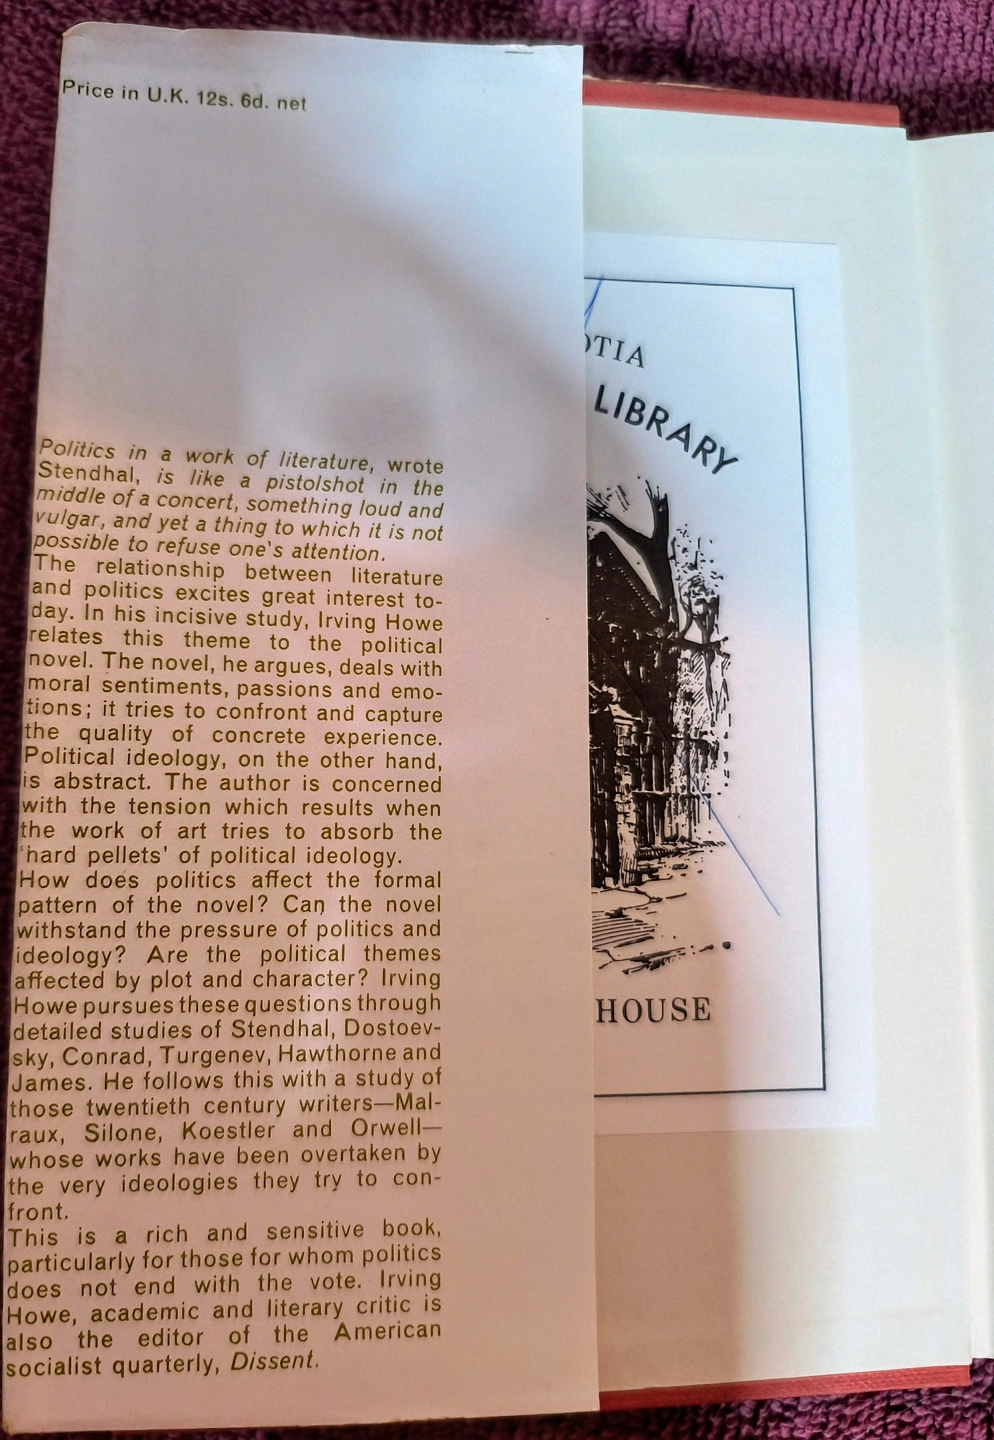 Price in U.K. 12s. 6d. net
Politics in a work of literature, wrote
Stendhal, is like a pistolshot in the
middle of a concert, something loud and
vulgar, and yet a thing to which it is not
possible to refuse one's attention.
The relationship between literature
and politics excites great interest to-
day. In his incisive study, Irving Howe
relates this theme to the political
novel. The novel, he argues, deals with
moral sentiments, passions and emo-
tions; it tries to confront and capture
the quality of concrete experience.
Political ideology, on the other hand,
is abstract. The author is concerned
with the tension which results when
the work of art tries to absorb the
'hard pellets' of political ideology.
How does politics affect the formal
pattern of the novel? Can the novel
withstand the pressure of politics and
ideology? Are the political themes
affected by plot and character? Irving
Howe pursues these questions through
detailed studies of Stendhal, Dostoev-
sky, Conrad, Turgenev, Hawthorne and
James. He follows this with a study of
those twentieth century writers—Mal-
raux, Silone, Koestler and Orwell—
whose works have been overtaken by
the very ideologies they try to con-
front.
This is a rich and sensitive book,
particularly for those for whom politics
does not end with the vote. Irving
Howe, academic and literary critic is
also the editor of the American
socialist quarterly, Dissent.
OTIA
LIBRARY
HOUSE